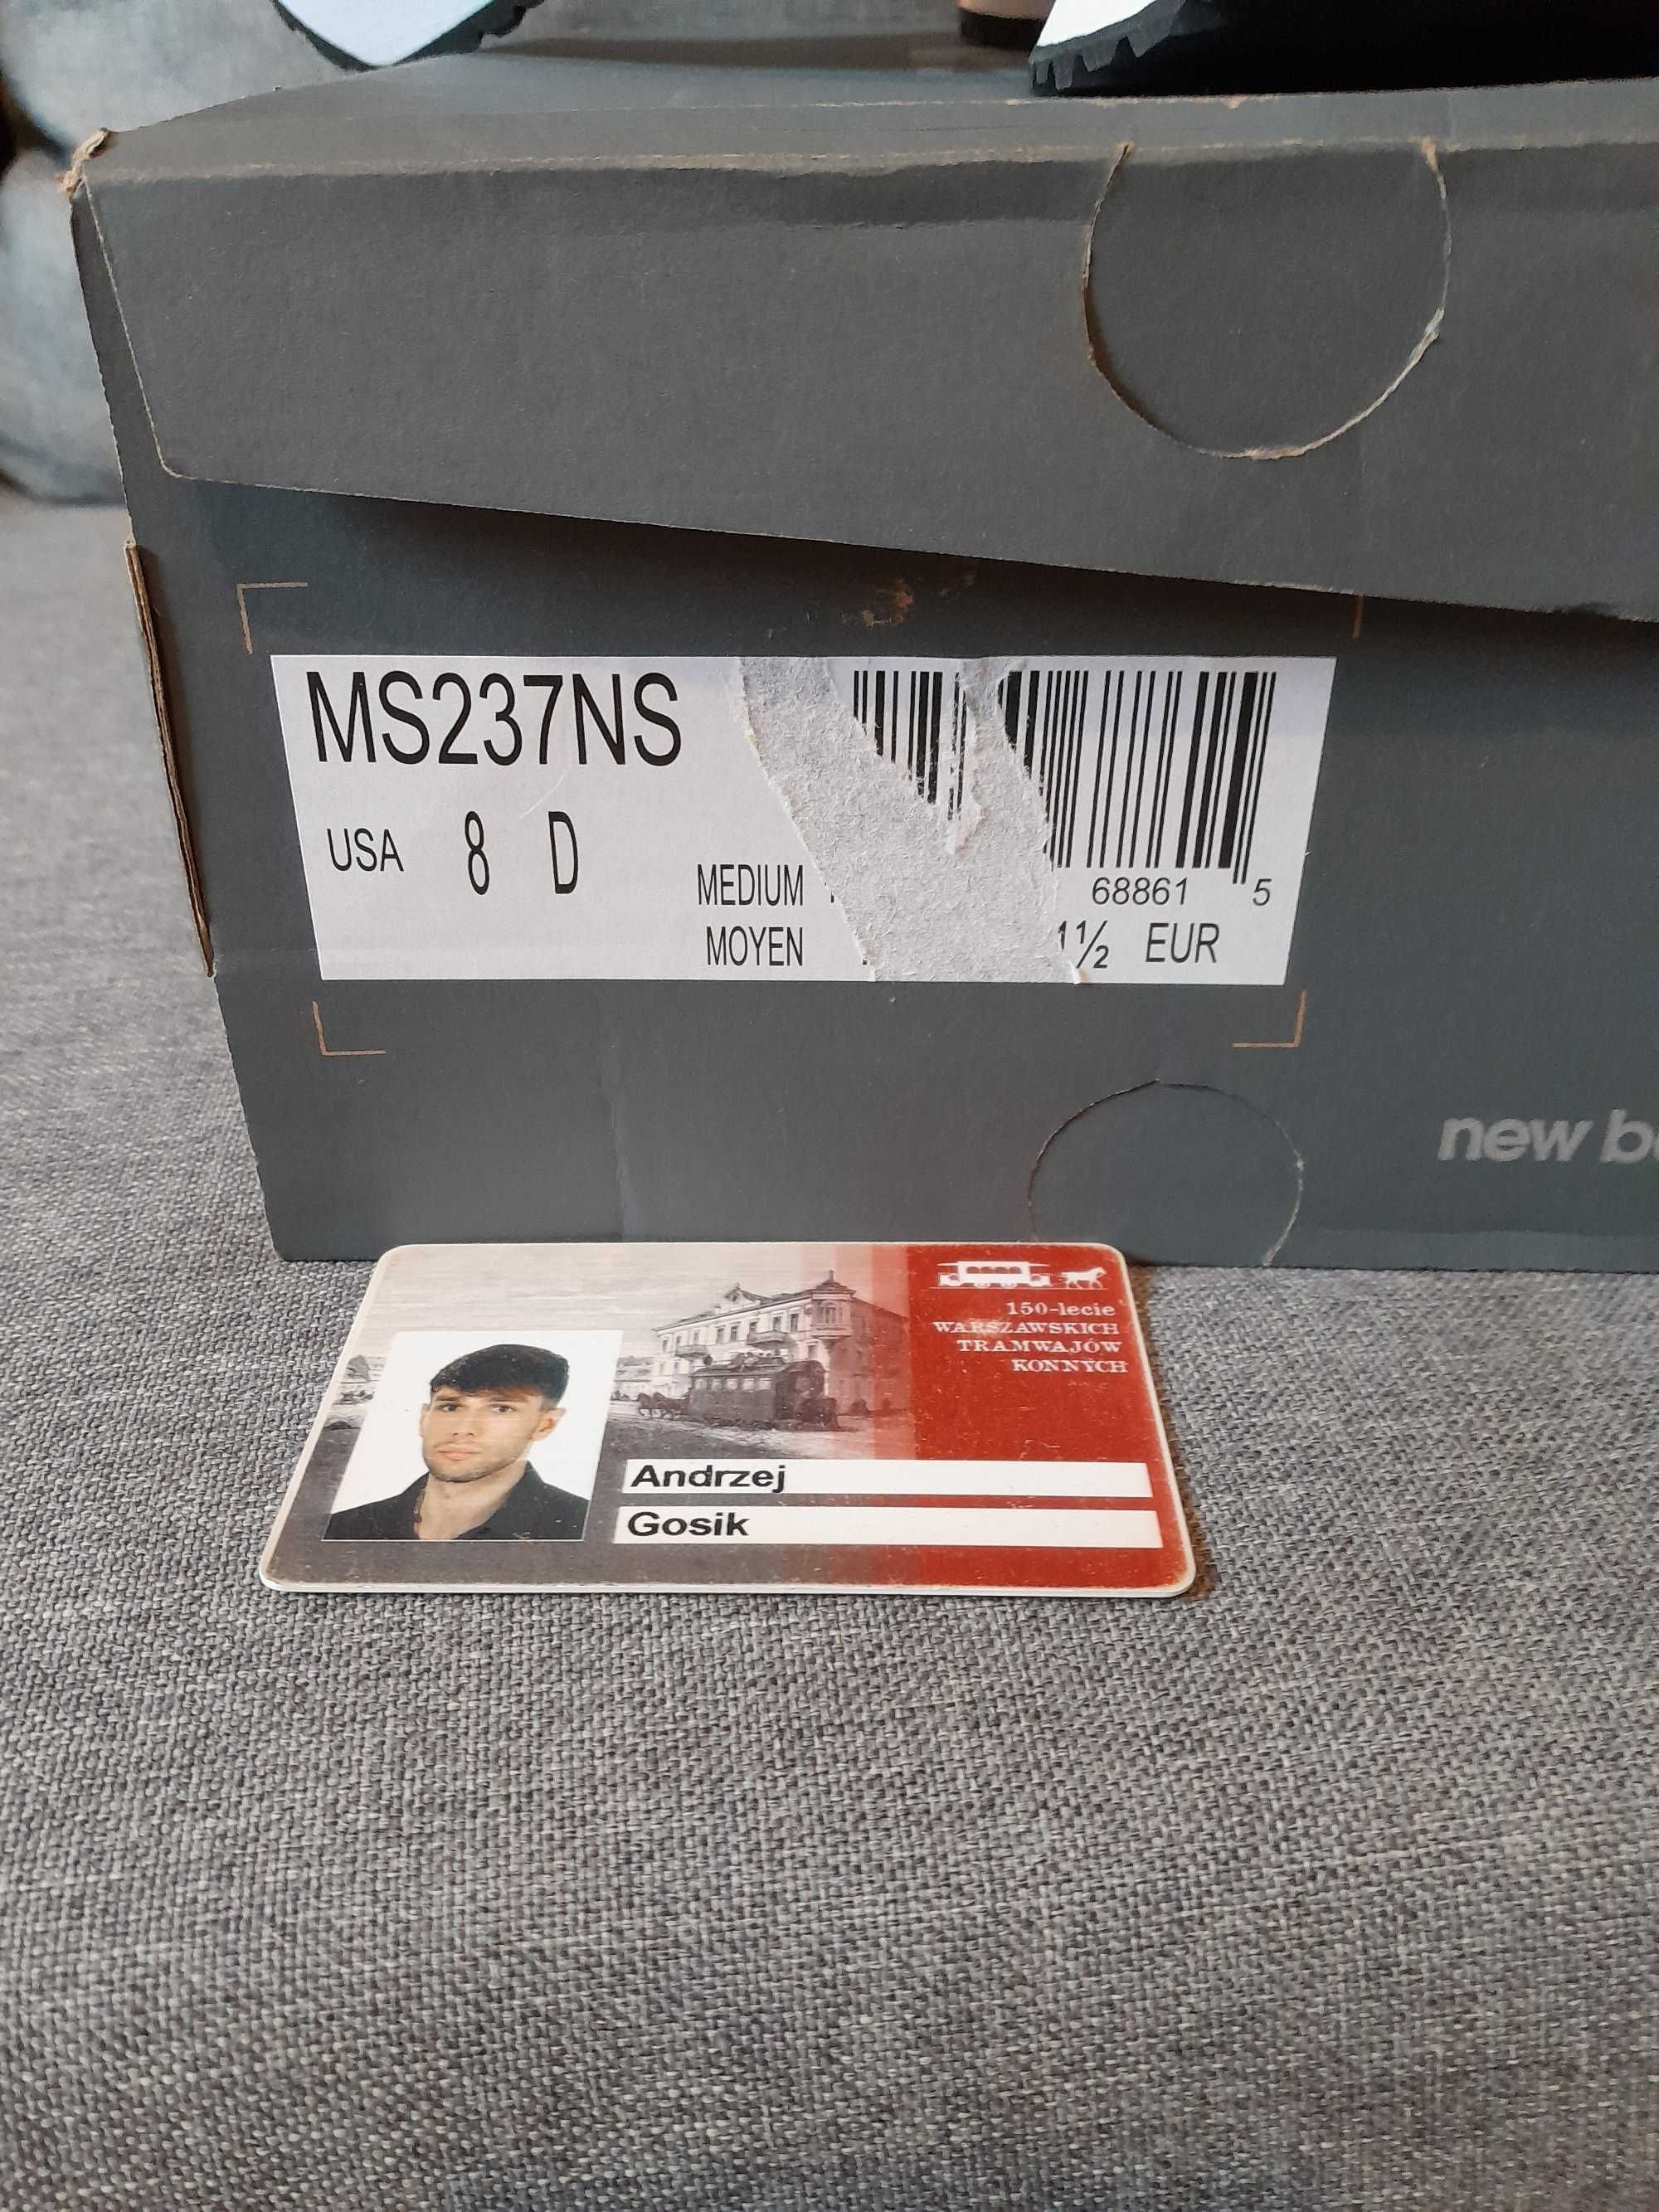 MS237NS
USA 8 D
MEDIUM
MOYEN
68861 5
1½ EUR
new b
150-lecie
WARSZAWSKICH
TRAMWAJÓW
KONNYCH
Andrzej
Gosik